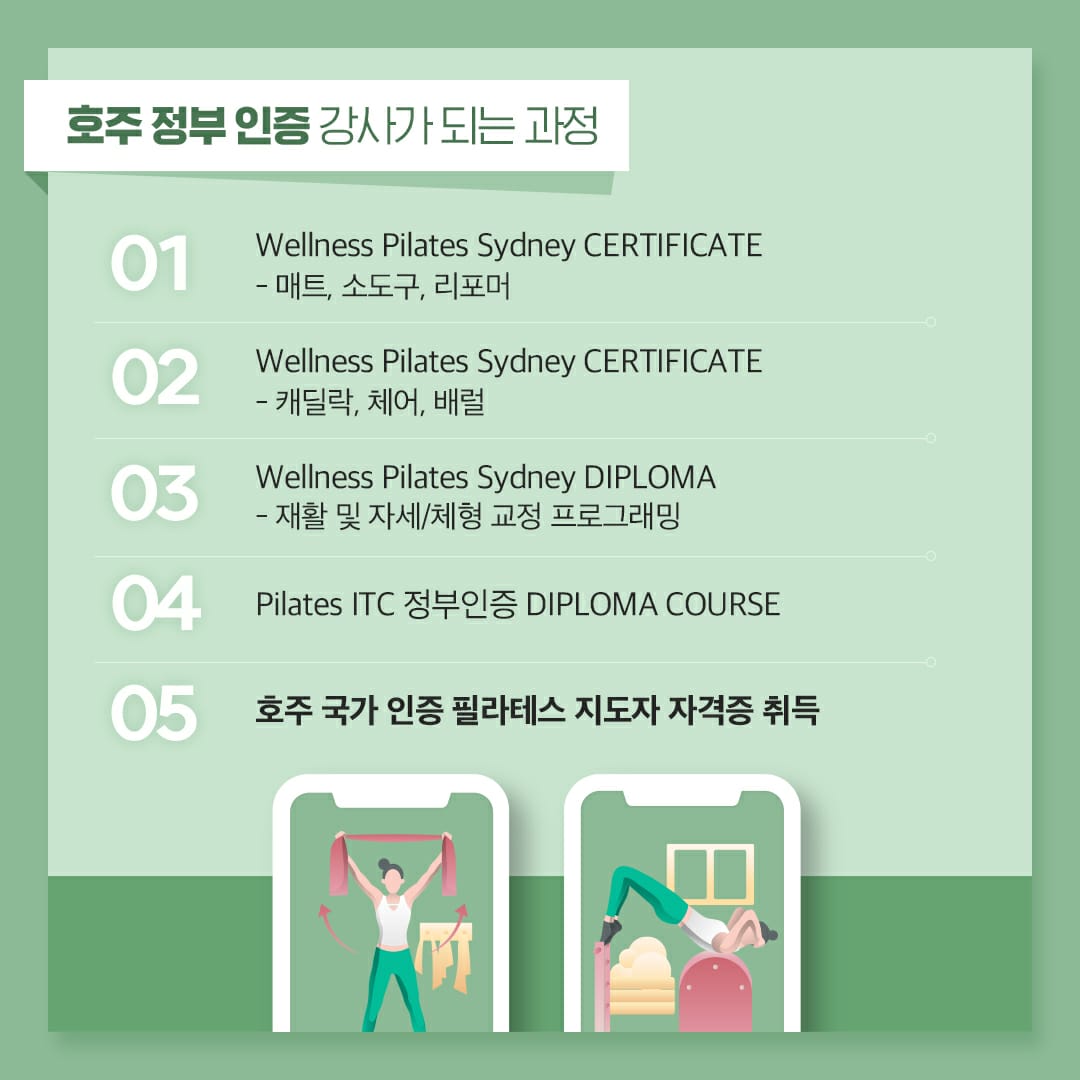 호주 정부 인증 강사가 되는 과정
01
Wellness Pilates Sydney CERTIFICATE
- 매트, 소도구, 리포머
02
Wellness Pilates Sydney CERTIFICATE
- 캐딜락, 체어, 배럴
03
Wellness Pilates Sydney DIPLOMA
- 재활 및 자세/체형 교정 프로그래밍
04
Pilates ITC 정부인증 DIPLOMA COURSE
05
호주 국가 인증 필라테스 지도자 자격증 취득